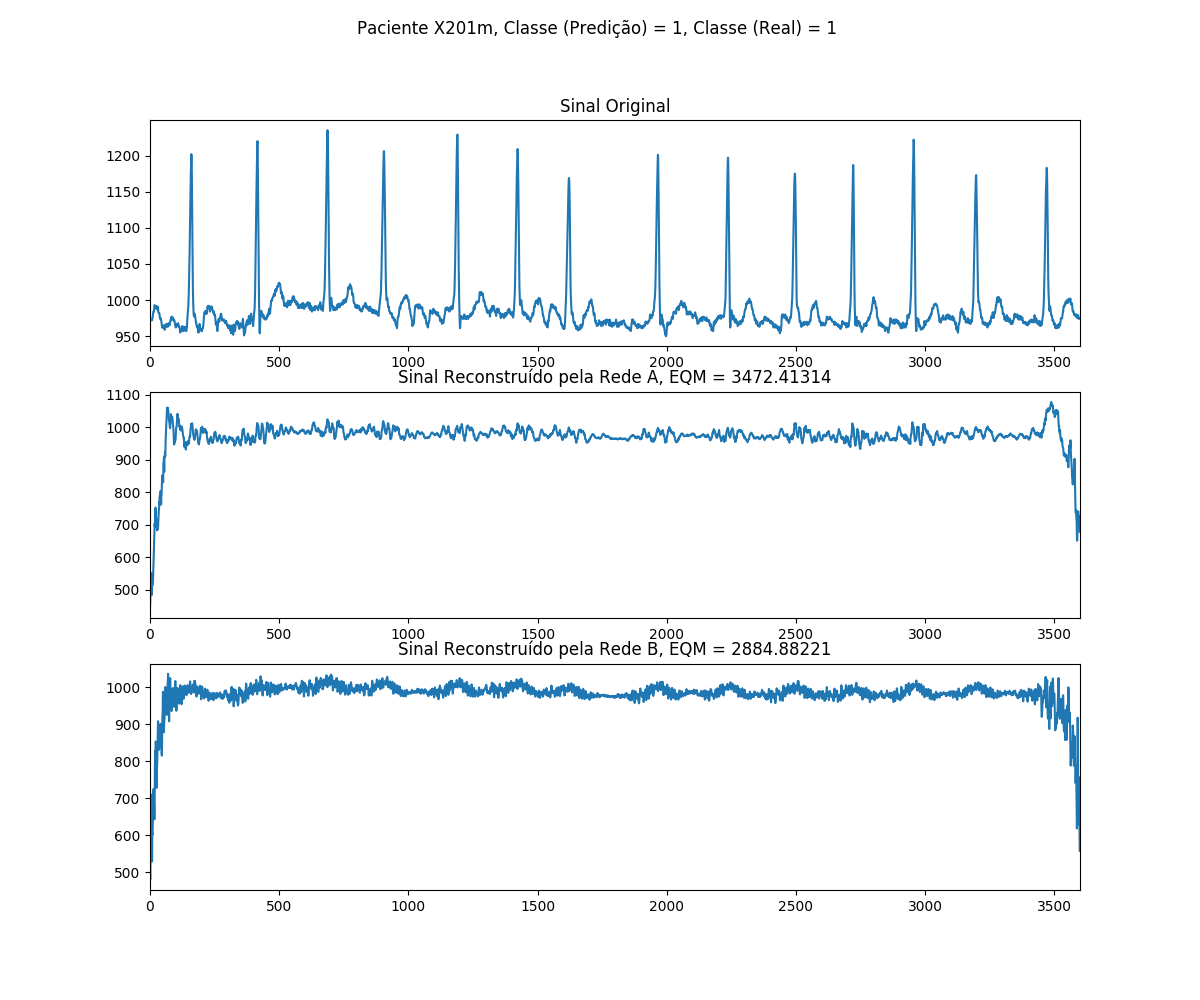 Paciente X201m, Classe (Predição) = 1, Classe (Real) = 1
Sinal Original
1200
1150
1100
1050
1000
950
0 500 1000 1500 2000 2500 3000 3500
Sinal Reconstruído pela Rede A, EQM = 3472.41314
1100
1000
900
800
700
600
500
0 500 1000 1500 2000 2500 3000 3500
Sinal Reconstruído pela Rede B, EQM = 2884.88221
1000
900
800
700
600
500
0 500 1000 1500 2000 2500 3000 3500